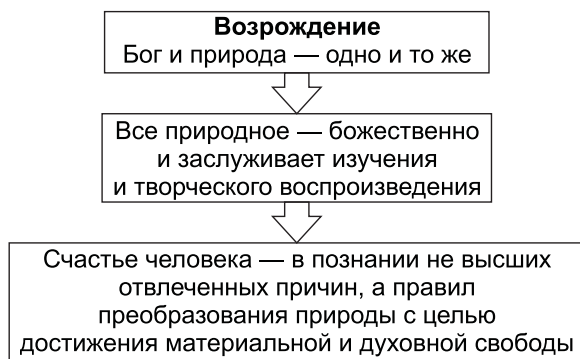 Возрождение
Бог и природа — одно и то же
Все природное — божественно
и заслуживает изучения
и творческого воспроизведения
Счастье человека — в познании не высших
отвлеченных причин, а правил
преобразования природы с целью
достижения материальной и духовной свободы